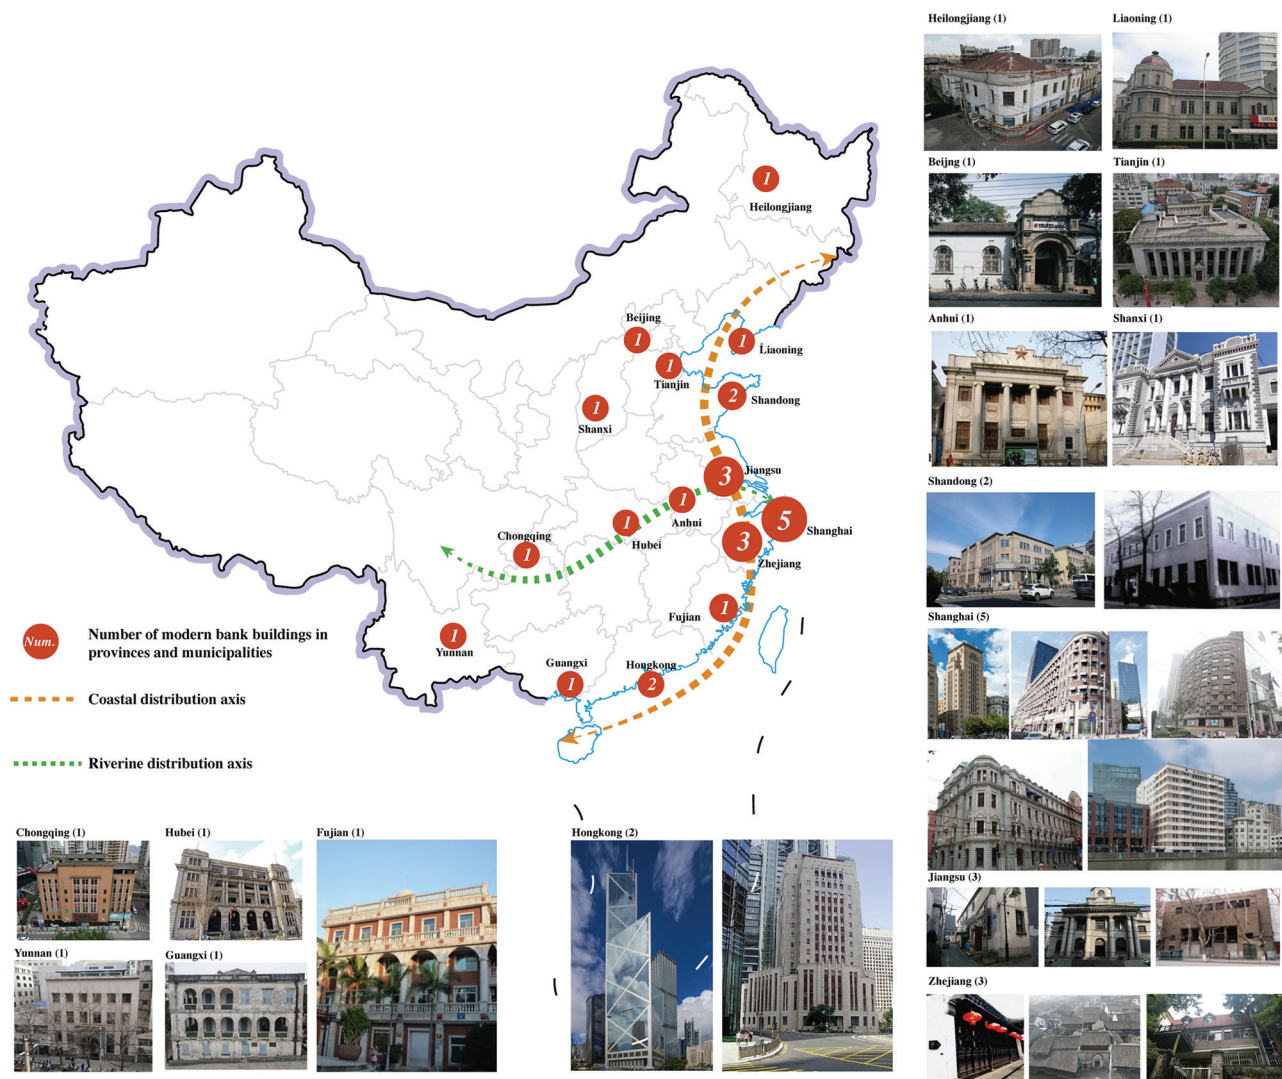 Heilongjiang (1)
Liaoning (1)
Beijng (1)
Tianjin (1)
Anhui (1)
Shanxi (1)
Shandong (2)
Shanghai (5)
Jiangsu (3)
Zhejiang (3)
1
Heilongjiang
Beijing
1
1
Liaoning
1
Tianjin
2
Shandong
1
Shanxi
3
Jiangsu
1
Anhui
5
Shanghai
1
Hubei
3
Zhejiang
Chongqing
1
1
Fujian
1
Yunnan
Guangxi
1
Hongkong
2
Num.
Number of modern bank buildings in
provinces and municipalities
Coastal distribution axis
Riverine distribution axis
Chongqing (1)
Hubei (1)
Fujian (1)
Hongkong (2)
Yunnan (1)
Guangxi (1)